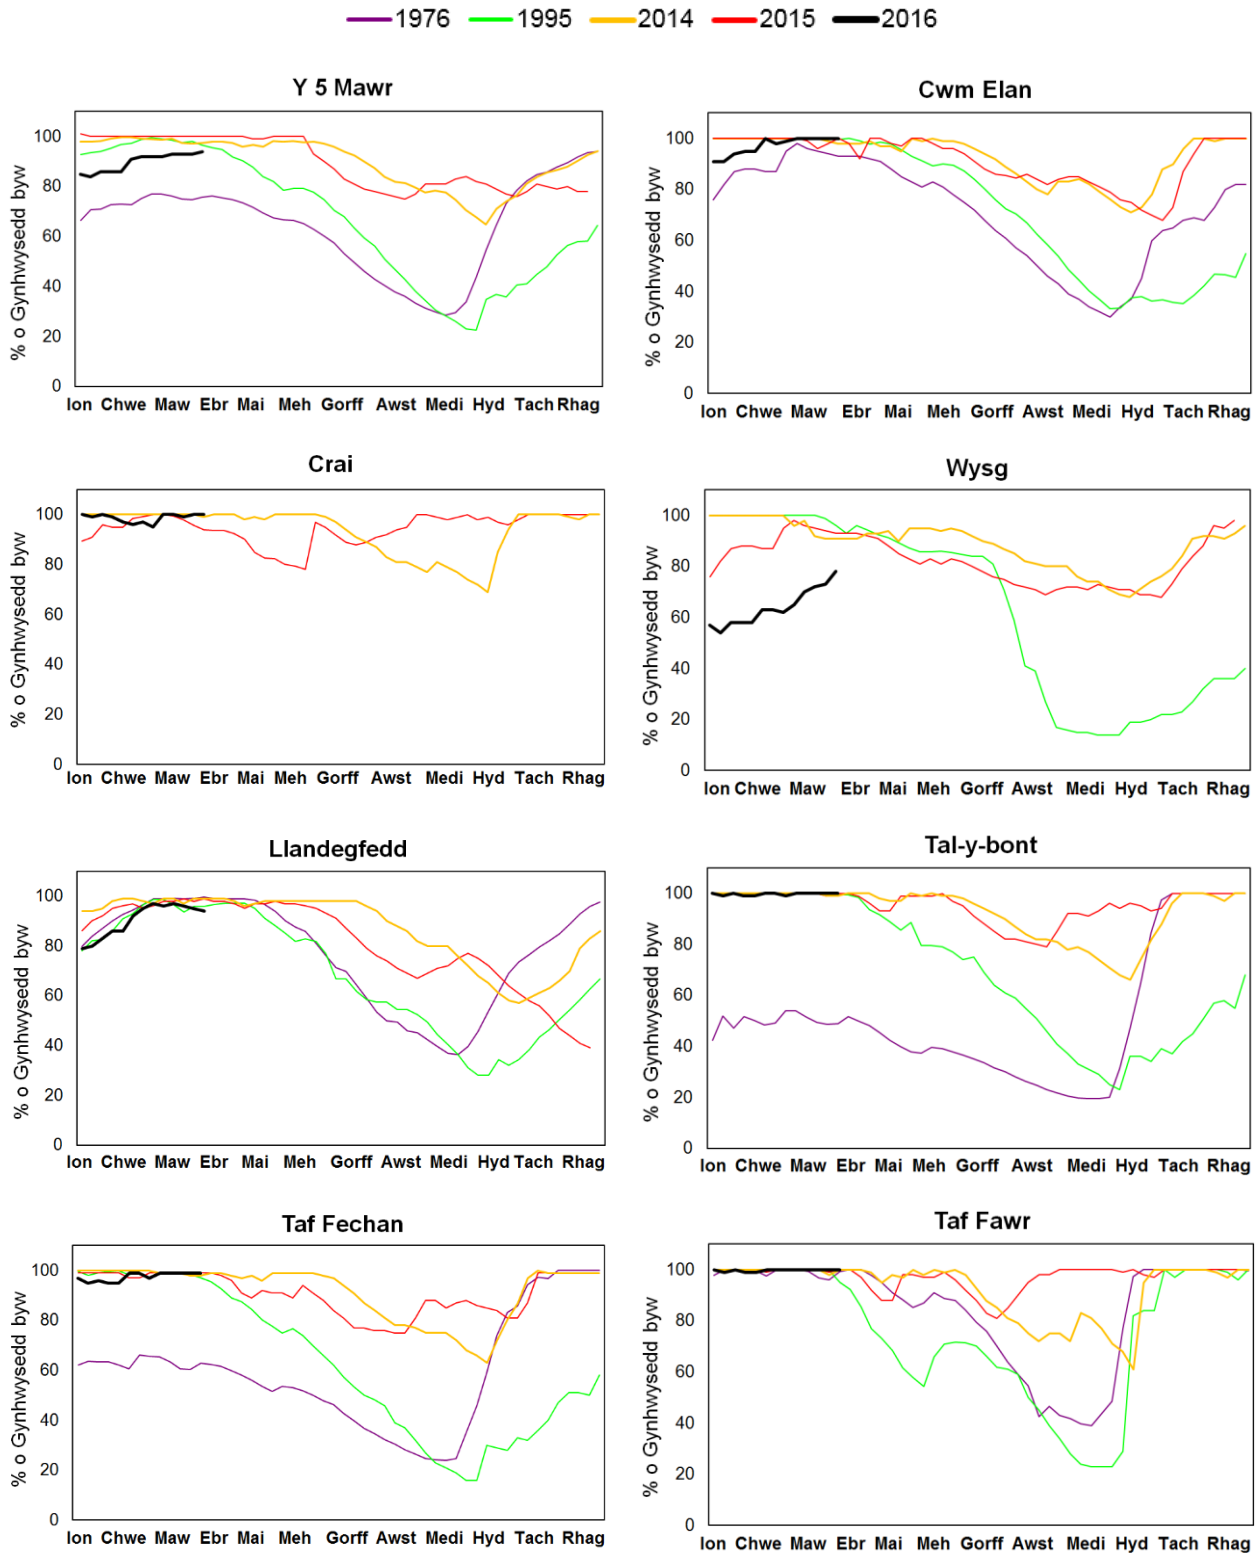 1976 1995 2014 2015 2016
Y 5 Mawr
% o Gynhwysedd byw
100
80
60
40
20
0
Ion Chwe Maw Ebr Mai Meh Gorff Awst Medi Hyd Tach Rhag
Cwm Elan
% o Gynhwysedd byw
100
80
60
40
20
0
Ion Chwe Maw Ebr Mai Meh Gorff Awst Medi Hyd Tach Rhag
Crai
% o Gynhwysedd byw
100
80
60
40
20
0
Ion Chwe Maw Ebr Mai Meh Gorff Awst Medi Hyd Tach Rhag
Wysg
% o Gynhwysedd byw
100
80
60
40
20
0
Ion Chwe Maw Ebr Mai Meh Gorff Awst Medi Hyd Tach Rhag
Llandegfedd
% o Gynhwysedd byw
100
80
60
40
20
0
Ion Chwe Maw Ebr Mai Meh Gorff Awst Medi Hyd Tach Rhag
Tal-y-bont
% o Gynhwysedd byw
100
80
60
40
20
0
Ion Chwe Maw Ebr Mai Meh Gorff Awst Medi Hyd Tach Rhag
Taf Fechan
% o Gynhwysedd byw
100
80
60
40
20
0
Ion Chwe Maw Ebr Mai Meh Gorff Awst Medi Hyd Tach Rhag
Taf Fawr
% o Gynhwysedd byw
100
80
60
40
20
0
Ion Chwe Maw Ebr Mai Meh Gorff Awst Medi Hyd Tach Rhag